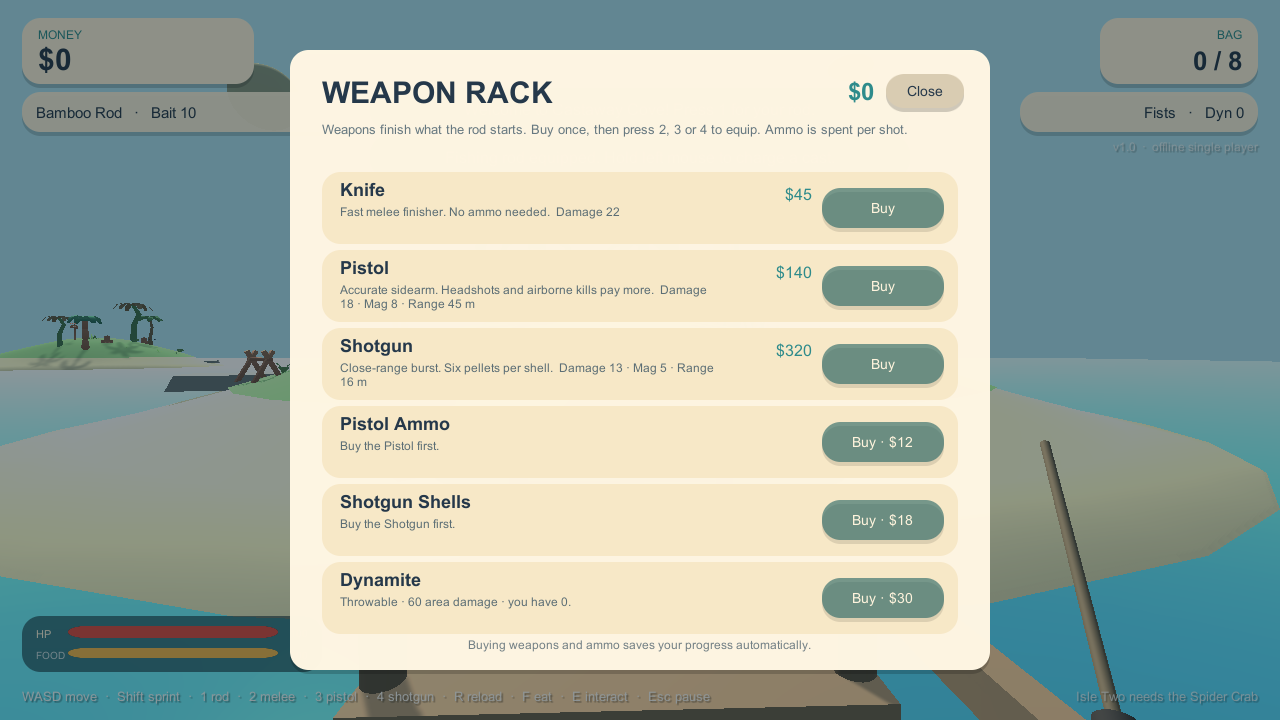 MONEY
$0
BAG
0 / 8
Bamboo Rod · Bait 10
Fists · Dyn 0
v1.0 · offline single player
WEAPON RACK
$0
Close
Weapons finish what the rod starts. Buy once, then press 2, 3 or 4 to equip. Ammo is spent per shot.
Knife
Fast melee finisher. No ammo needed. Damage 22
$45
Buy
Pistol
Accurate sidearm. Headshots and airborne kills pay more. Damage
18 · Mag 8 · Range 45 m
$140
Buy
Shotgun
Close-range burst. Six pellets per shell. Damage 13 · Mag 5 · Range
16 m
$320
Buy
Pistol Ammo
Buy the Pistol first.
Buy · $12
Shotgun Shells
Buy the Shotgun first.
Buy · $18
Dynamite
Throwable · 60 area damage · you have 0.
Buy · $30
Buying weapons and ammo saves your progress automatically.
HP
FOOD
WASD move · Shift sprint · 1 rod · 2 melee · 3 pistol · 4 shotgun · R reload · F eat · E interact · Esc pause
Isle Two needs the Spider Crab